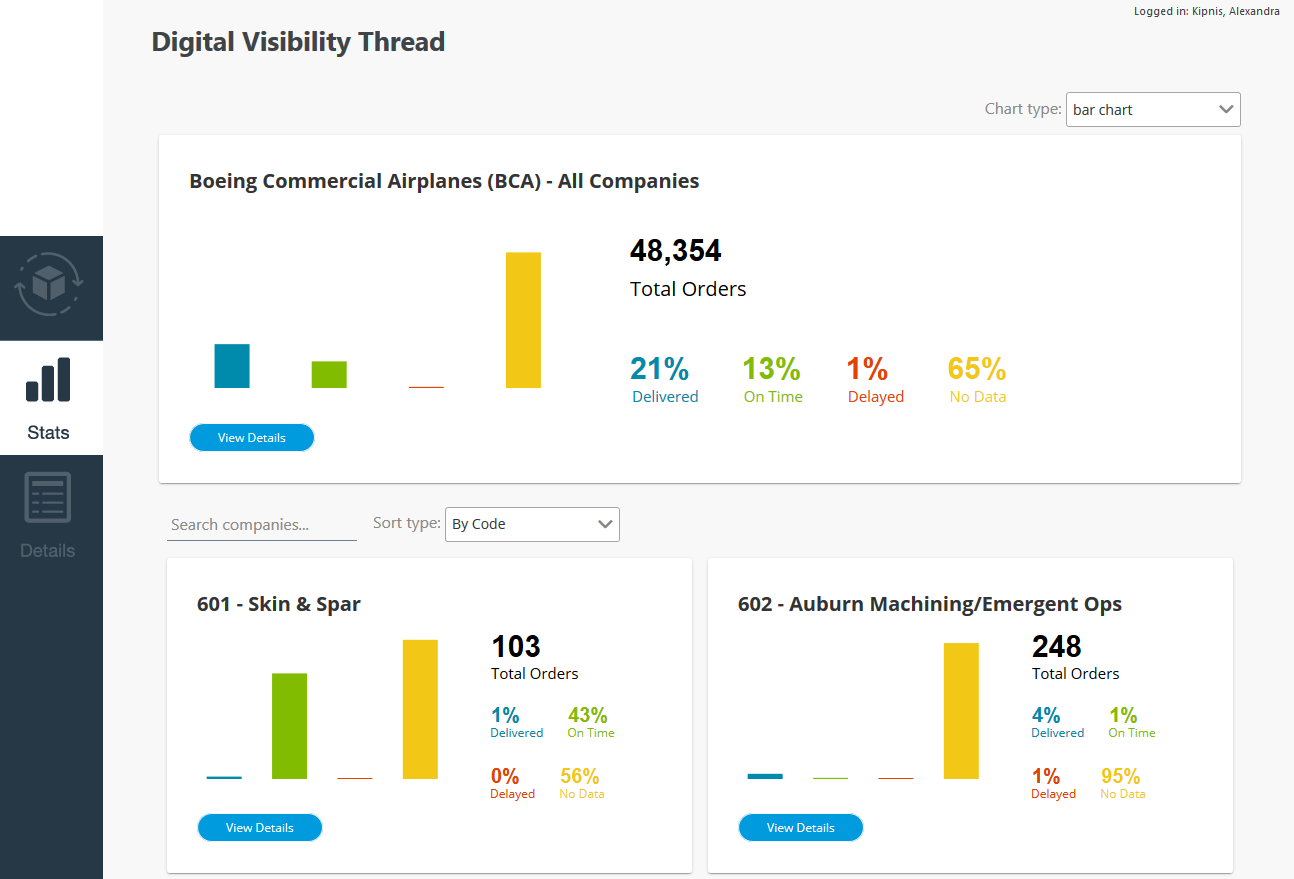 Logged in: Kipnis, Alexandra
Digital Visibility Thread
Chart type: bar chart
Boeing Commercial Airplanes (BCA) - All Companies
48,354
Total Orders
21% 13% 1% 65%
Delivered On Time Delayed No Data
View Details
Stats
Details
Search companies... Sort type: By Code
601 - Skin & Spar
103
Total Orders
1% 43%
Delivered On Time
0% 56%
Delayed No Data
View Details
602 - Auburn Machining/Emergent Ops
248
Total Orders
4% 1%
Delivered On Time
1% 95%
Delayed No Data
View Details